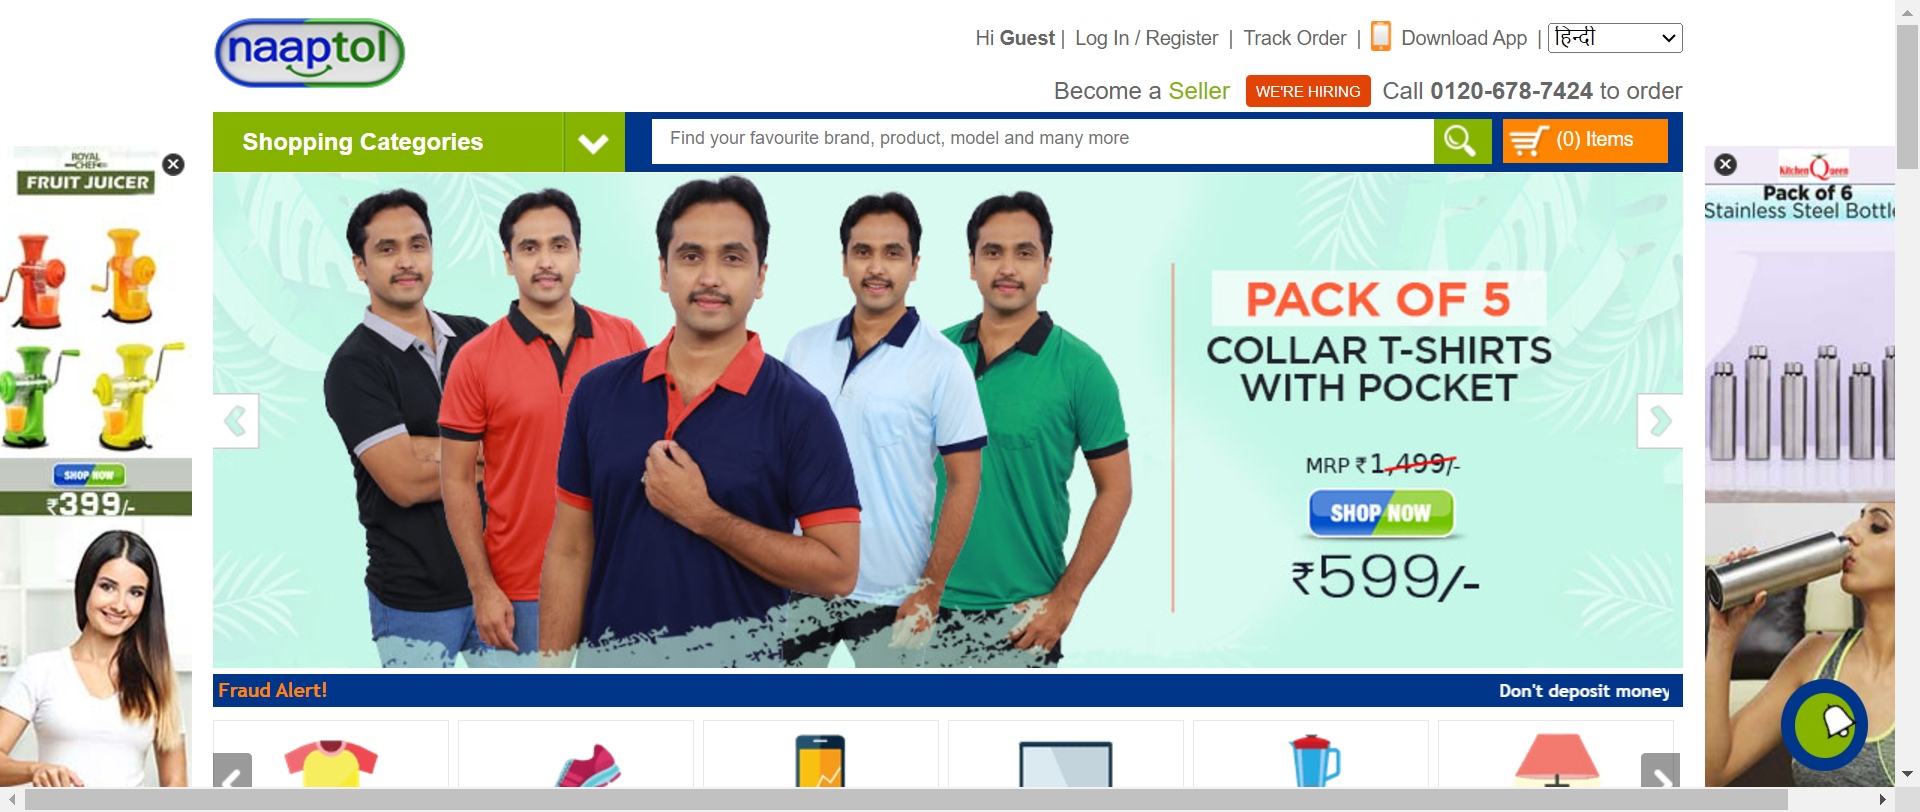 naaptol
Hi Guest | Log In / Register | Track Order | Download App | हिन्दी
Become a Seller WE'RE HIRING Call 0120-678-7424 to order
Shopping Categories
Find your favourite brand, product, model and many more
(0) Items
ROYAL
CHEF
FRUIT JUICER
SHOP NOW
₹399/-
PACK OF 5
COLLAR T-SHIRTS
WITH POCKET
MRP ₹1,499/-
SHOP NOW
₹599/-
Kitchen Queen
Pack of 6
Stainless Steel Bottle
Fraud Alert!
Don't deposit money